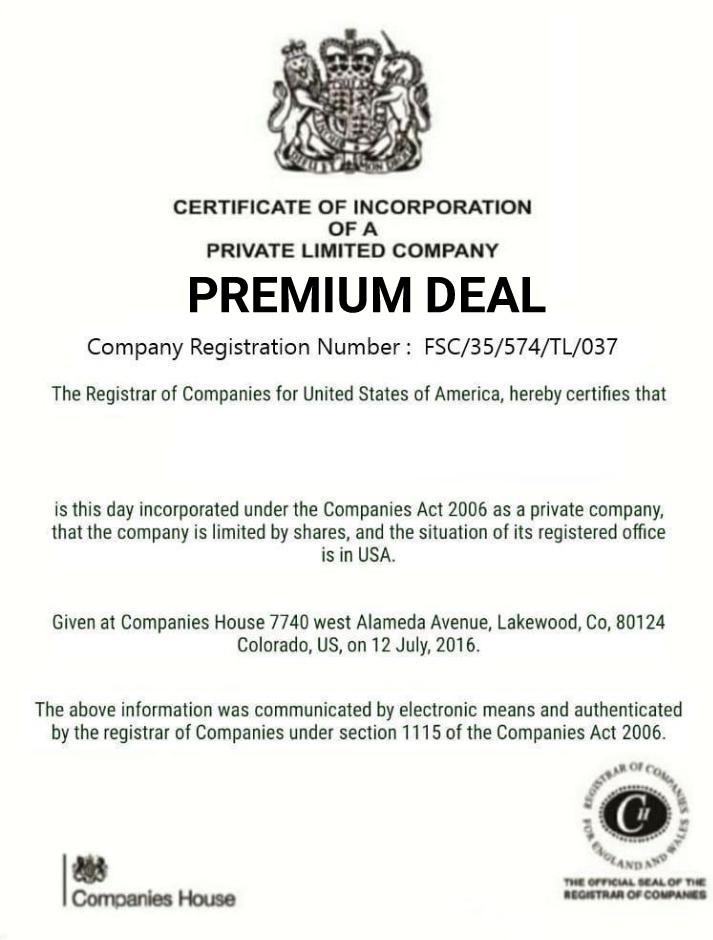 CERTIFICATE OF INCORPORATION
OF A
PRIVATE LIMITED COMPANY
PREMIUM DEAL
Company Registration Number : FSC/35/574/TL/037
The Registrar of Companies for United States of America, hereby certifies that
is this day incorporated under the Companies Act 2006 as a private company,
that the company is limited by shares, and the situation of its registered office
is in USA.
Given at Companies House 7740 west Alameda Avenue, Lakewood, Co, 80124
Colorado, US, on 12 July, 2016.
The above information was communicated by electronic means and authenticated
by the registrar of Companies under section 1115 of the Companies Act 2006.
REGISTRAR OF COMPANIES
FOR ENGLAND AND WALES
CH
THE OFFICIAL SEAL OF THE
REGISTRAR OF COMPANIES
Companies House